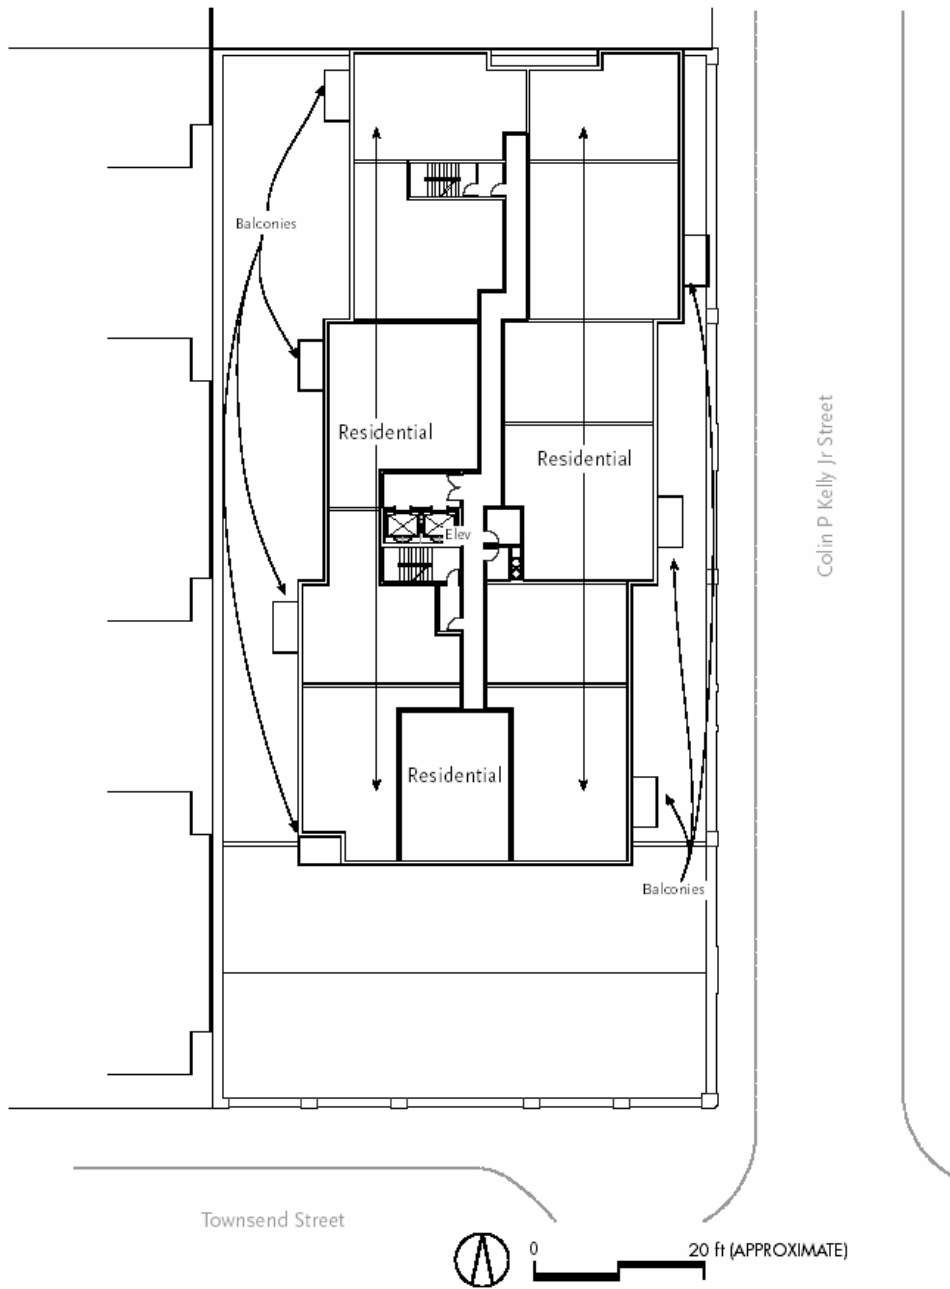 Balconies
Residential
Residential
Colin P Kelly Jr Street
Elev
Residential
Balconies
Townsend Street
0
20 ft (APPROXIMATE)